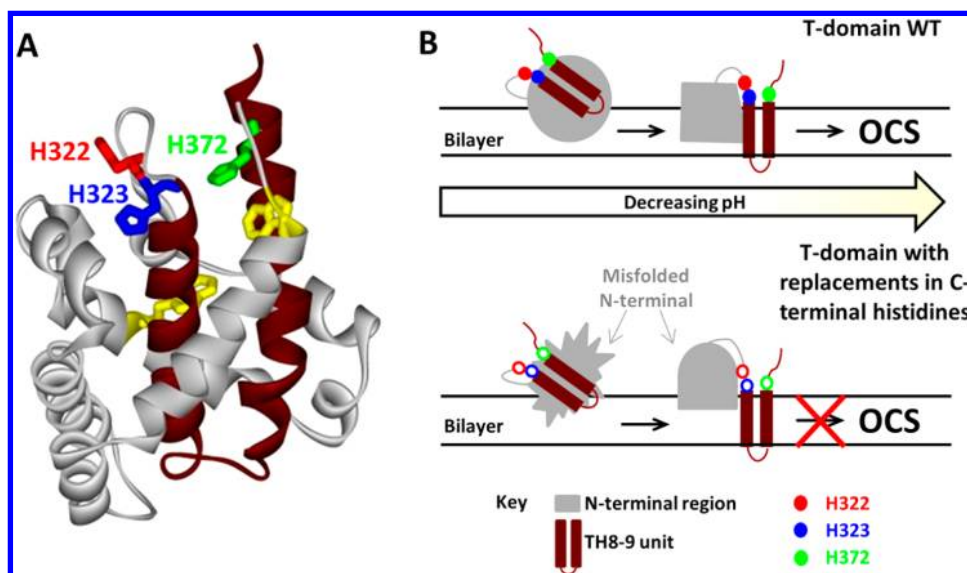 A
H322
H372
H323
B
T-domain WT
Bilayer
OCS
Decreasing pH
T-domain with
replacements in C-
terminal histidines
Misfolded
N-terminal
Bilayer
OCS
Key
N-terminal region
TH8-9 unit
H322
H323
H372